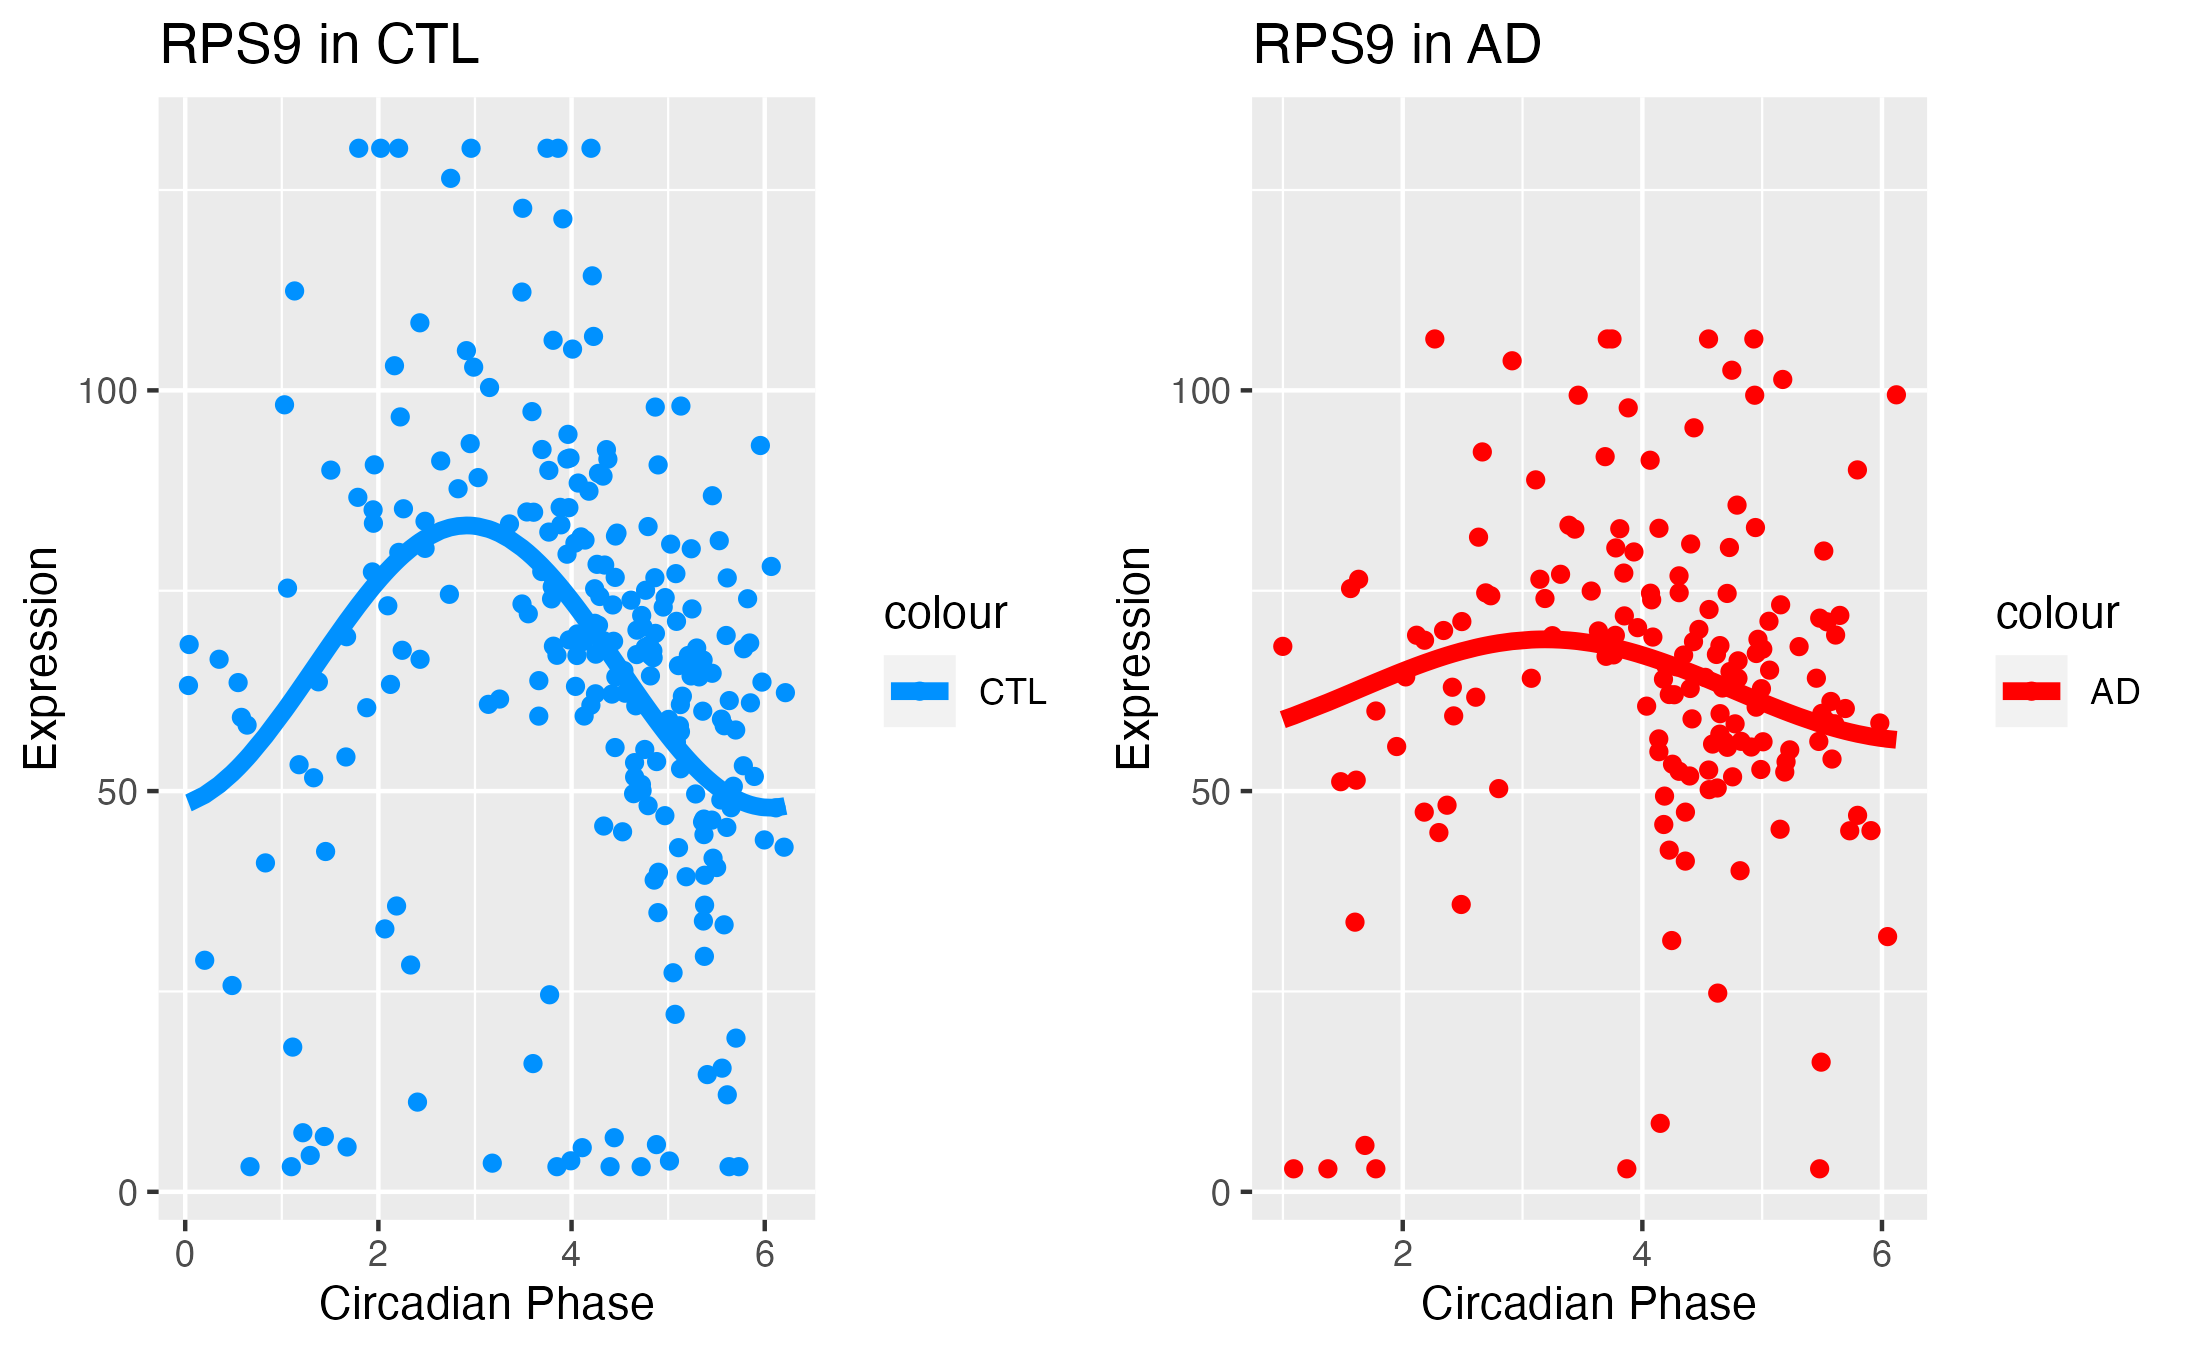 RPS9 in CTL
Expression
100
50
0
0 2 4 6
Circadian Phase
colour
CTL
RPS9 in AD
Expression
100
50
0
2 4 6
Circadian Phase
colour
AD